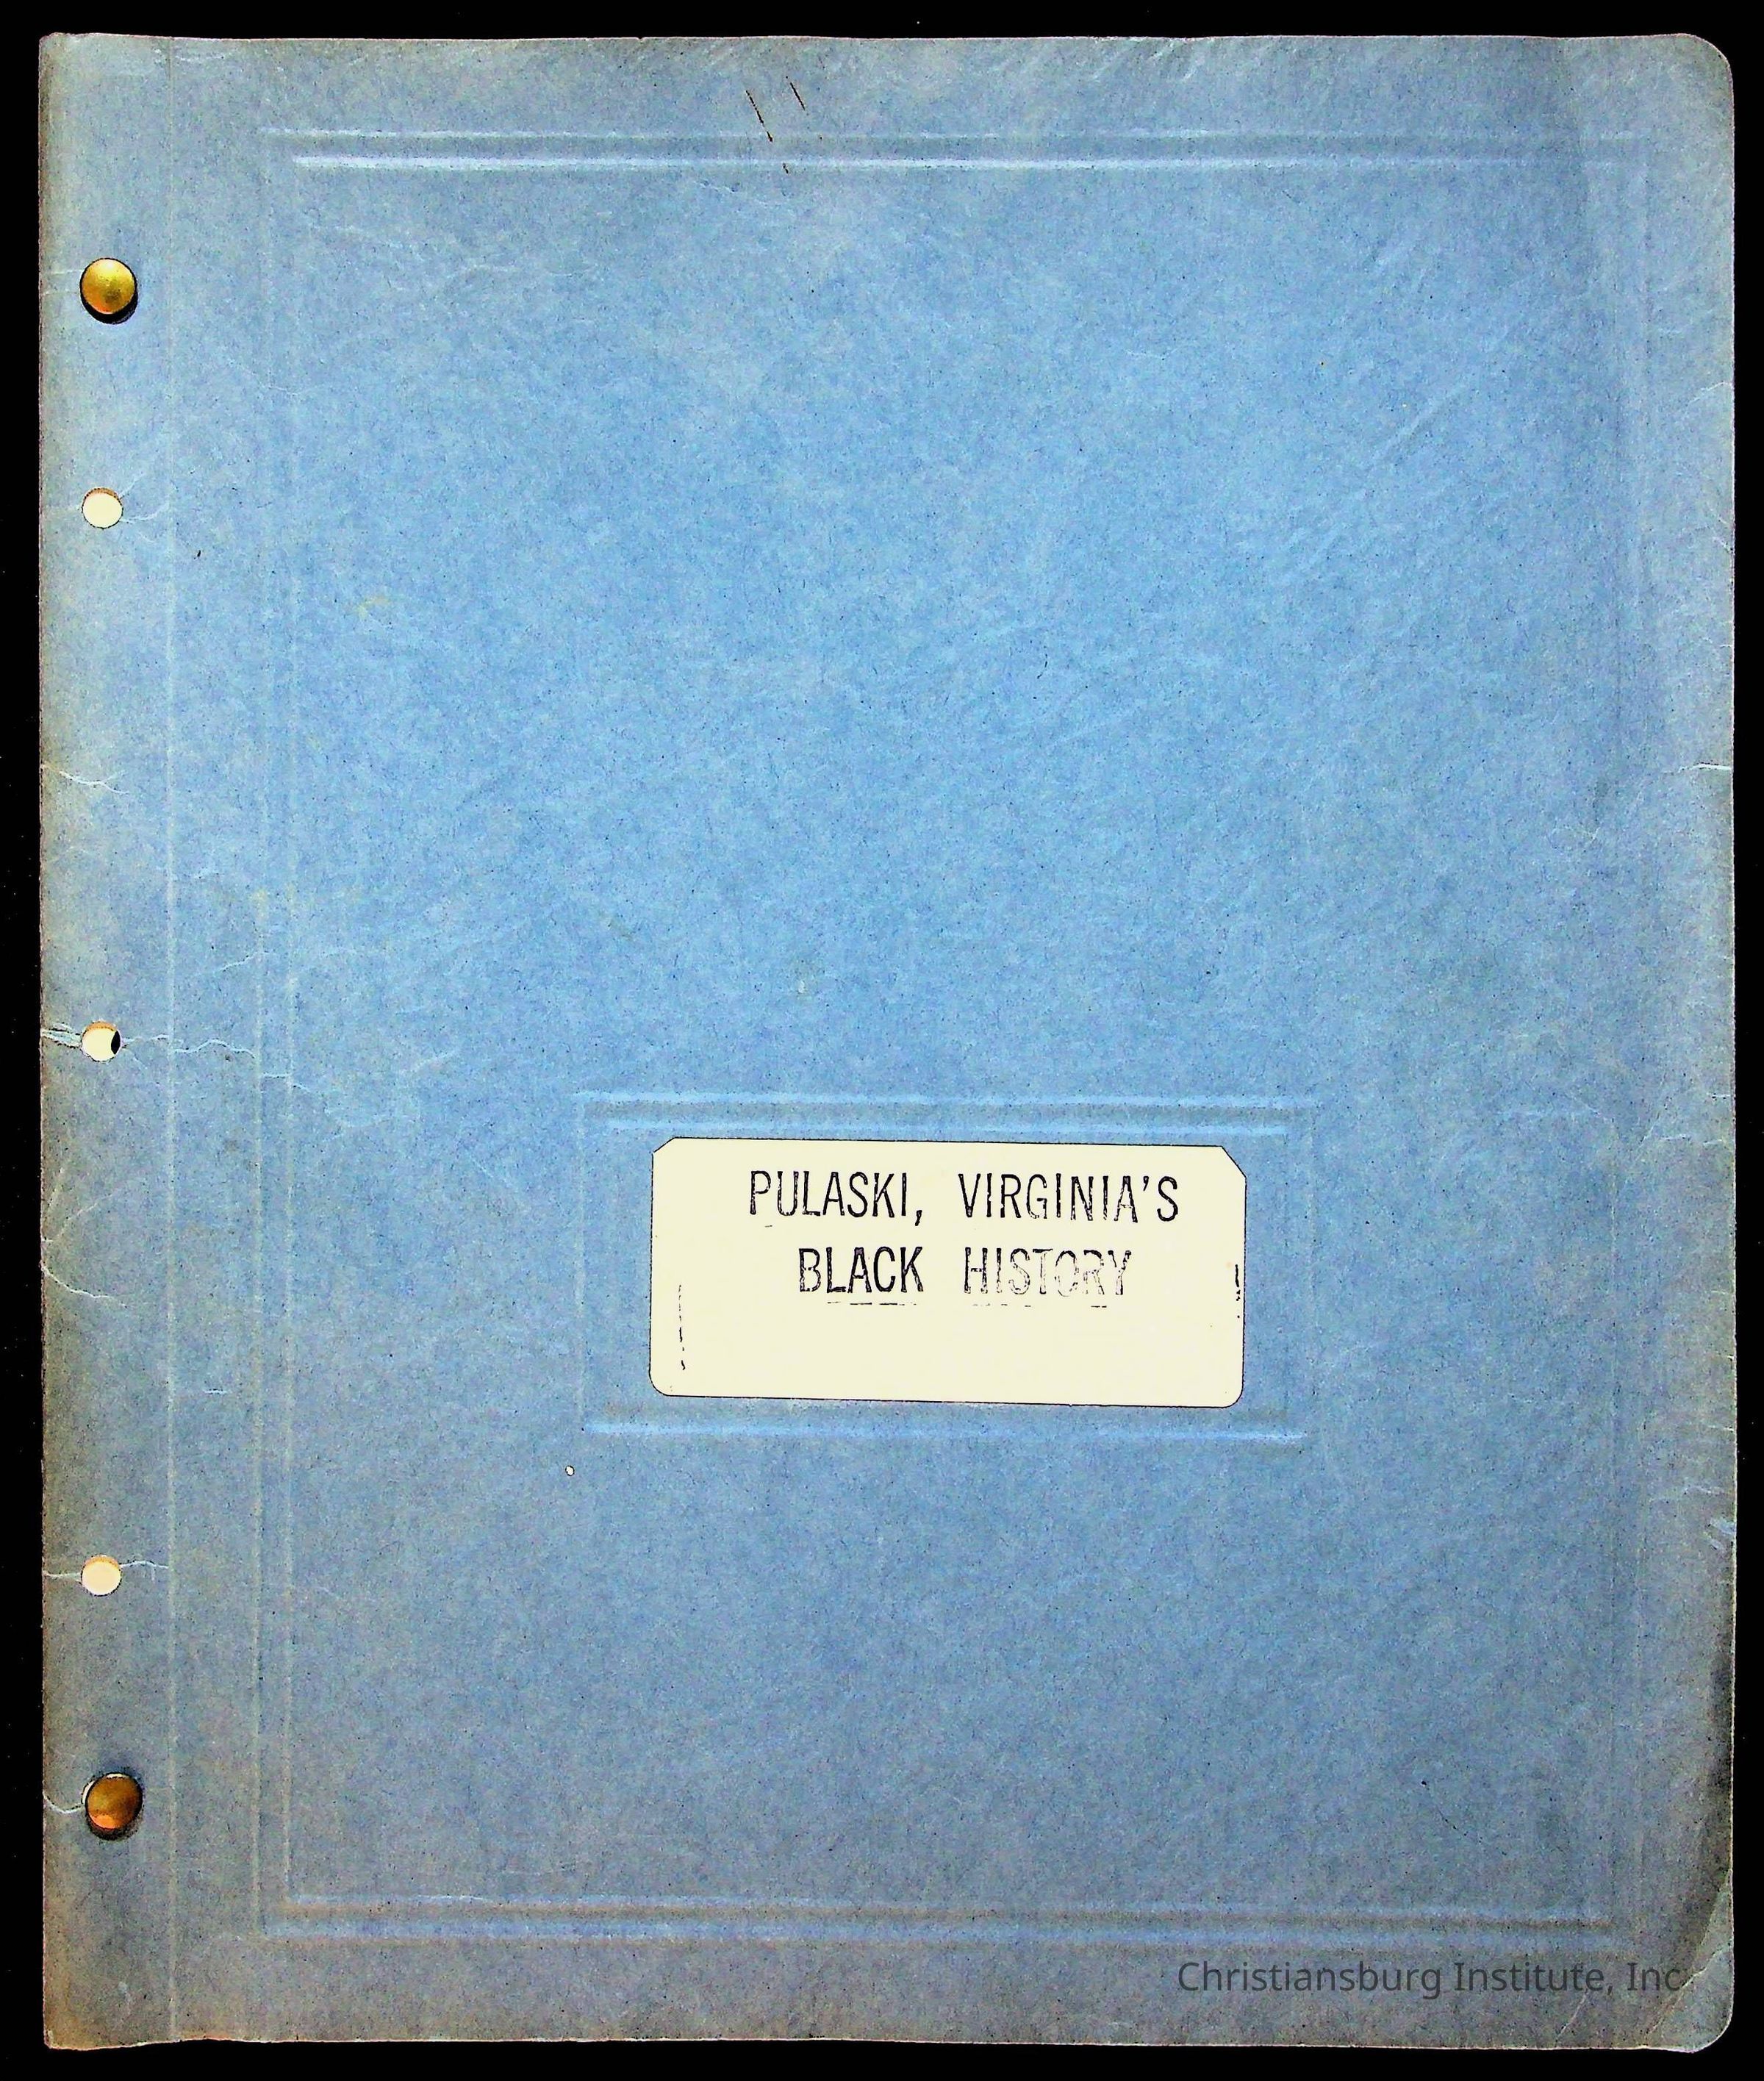 PULASKI, VIRGINIA'S
BLACK HISTORY
Christiansburg Institute, Inc